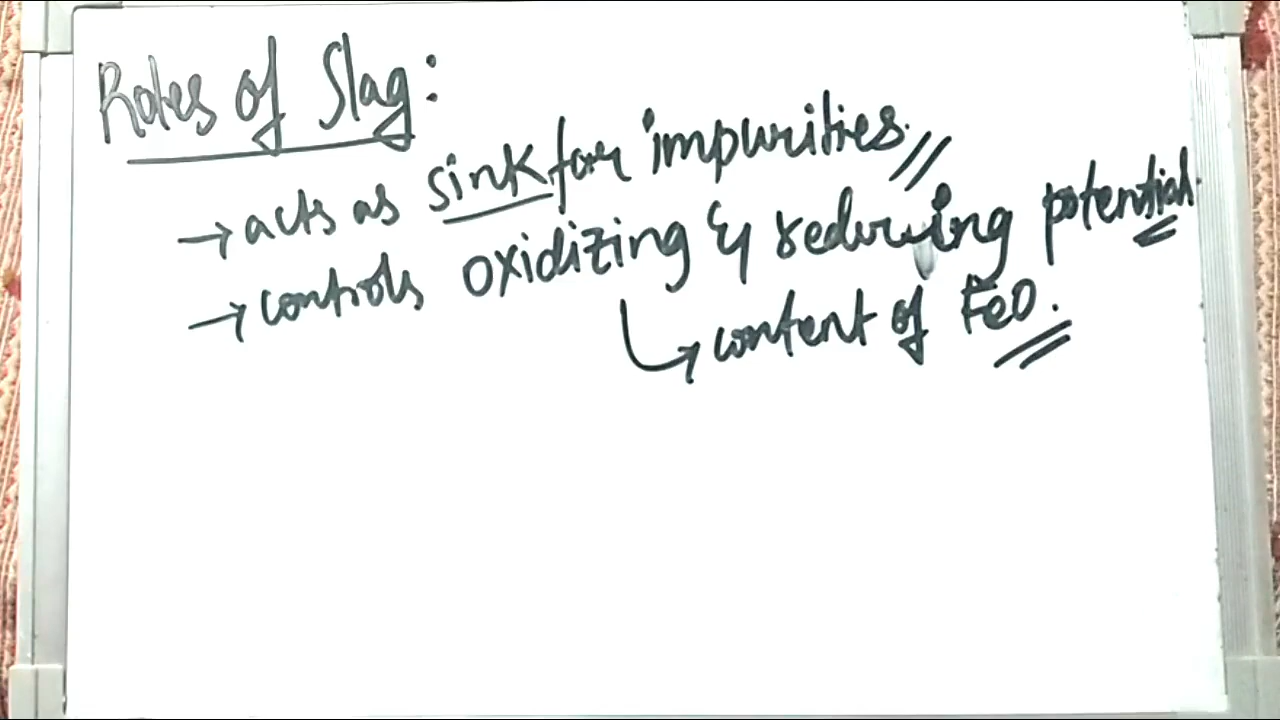 Roles of Slag:
→ acts as sink for impurities.
→ controls oxidizing & reducing potential.
↳ content of FeO.